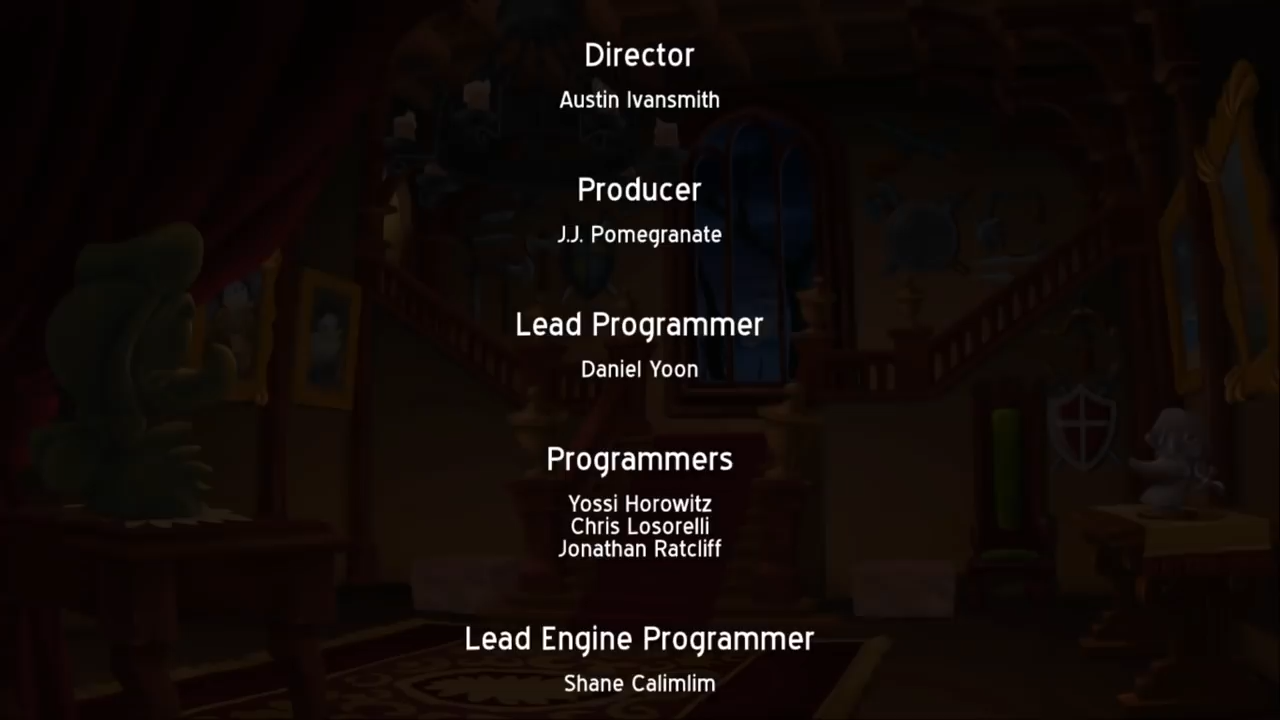 Director
Austin Ivansmith
Producer
J.J. Pomegranate
Lead Programmer
Daniel Yoon
Programmers
Yossi Horowitz
Chris Losorelli
Jonathan Ratcliff
Lead Engine Programmer
Shane Calimlim